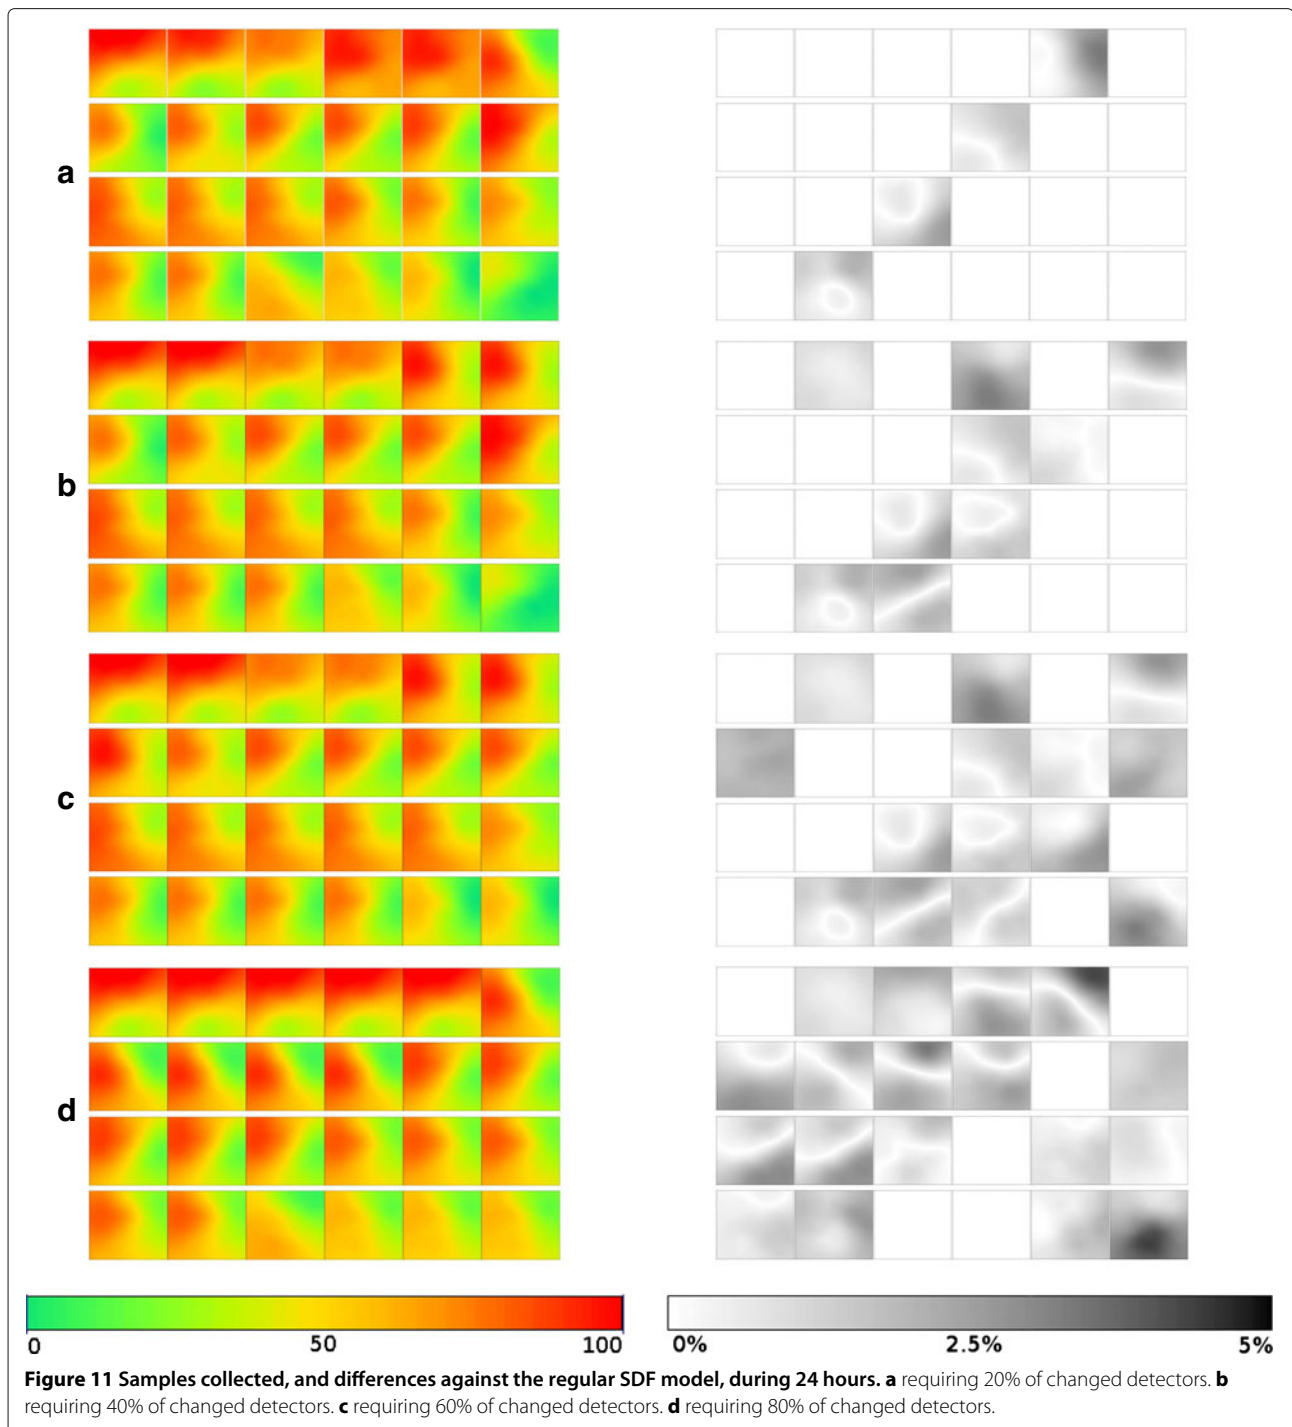 a
b
c
d
0 50 100
0% 2.5% 5%
Figure 11 Samples collected, and differences against the regular SDF model, during 24 hours. a requiring 20% of changed detectors. b
requiring 40% of changed detectors. c requiring 60% of changed detectors. d requiring 80% of changed detectors.